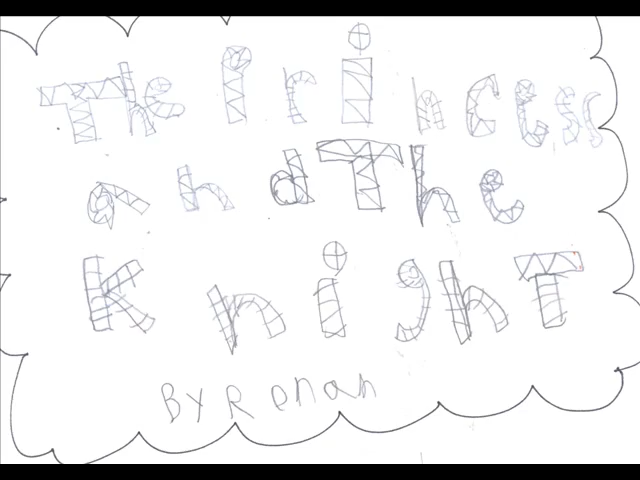 The Princess
and The
KnighT
By Renan